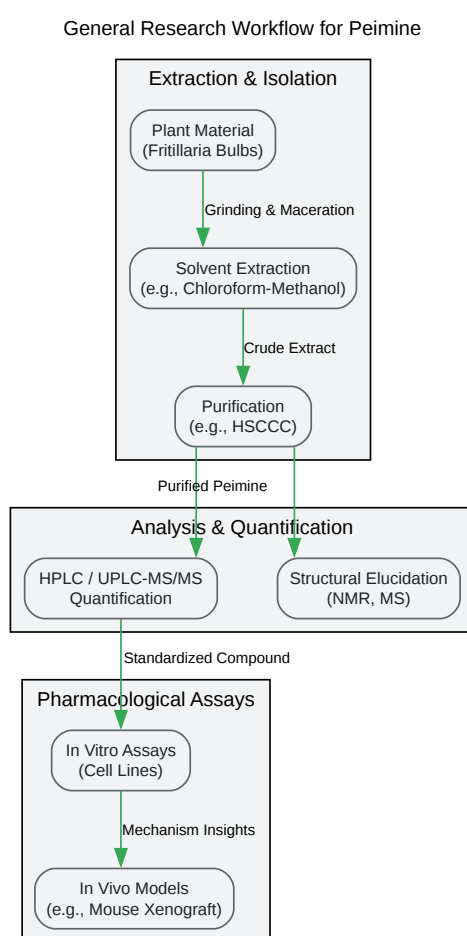 General Research Workflow for Peimine
Extraction & Isolation
Plant Material
(Fritillaria Bulbs)
Grinding & Maceration
Solvent Extraction
(e.g., Chloroform-Methanol)
Crude Extract
Purification
(e.g., HSCCC)
Purified Peimine
Analysis & Quantification
HPLC / UPLC-MS/MS
Quantification
Structural Elucidation
(NMR, MS)
Standardized Compound
Pharmacological Assays
In Vitro Assays
(Cell Lines)
Mechanism Insights
In Vivo Models
(e.g., Mouse Xenograft)